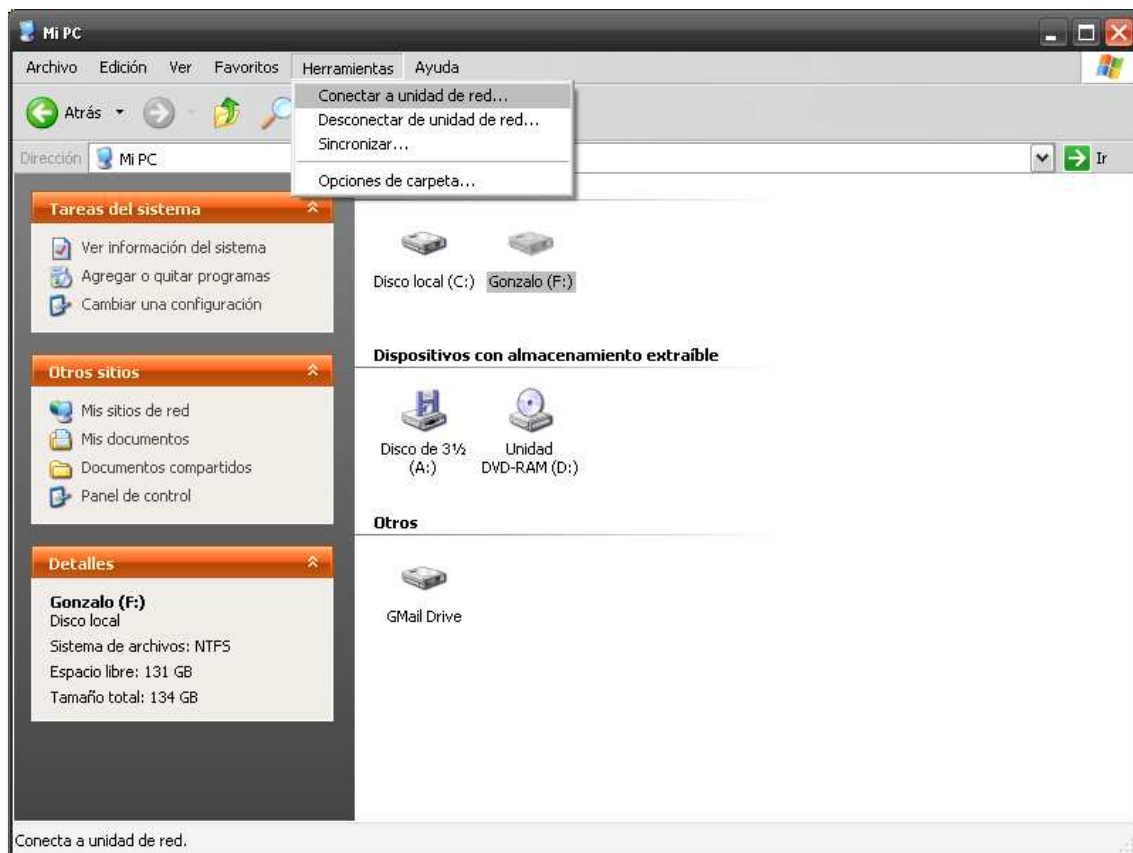 Mi PC
Archivo Edición Ver Favoritos Herramientas Ayuda
Conectar a unidad de red...
Desconectar de unidad de red...
Sincronizar...
Opciones de carpeta...
Atrás
Dirección Mi PC Ir
Tareas del sistema
Ver información del sistema
Agregar o quitar programas
Cambiar una configuración
Otros sitios
Mis sitios de red
Mis documentos
Documentos compartidos
Panel de control
Detalles
Gonzalo (F:)
Disco local
Sistema de archivos: NTFS
Espacio libre: 131 GB
Tamaño total: 134 GB
Disco local (C:) Gonzalo (F:)
Dispositivos con almacenamiento extraíble
Disco de 3½ (A:)
Unidad DVD-RAM (D:)
Otros
GMail Drive
Conecta a unidad de red.